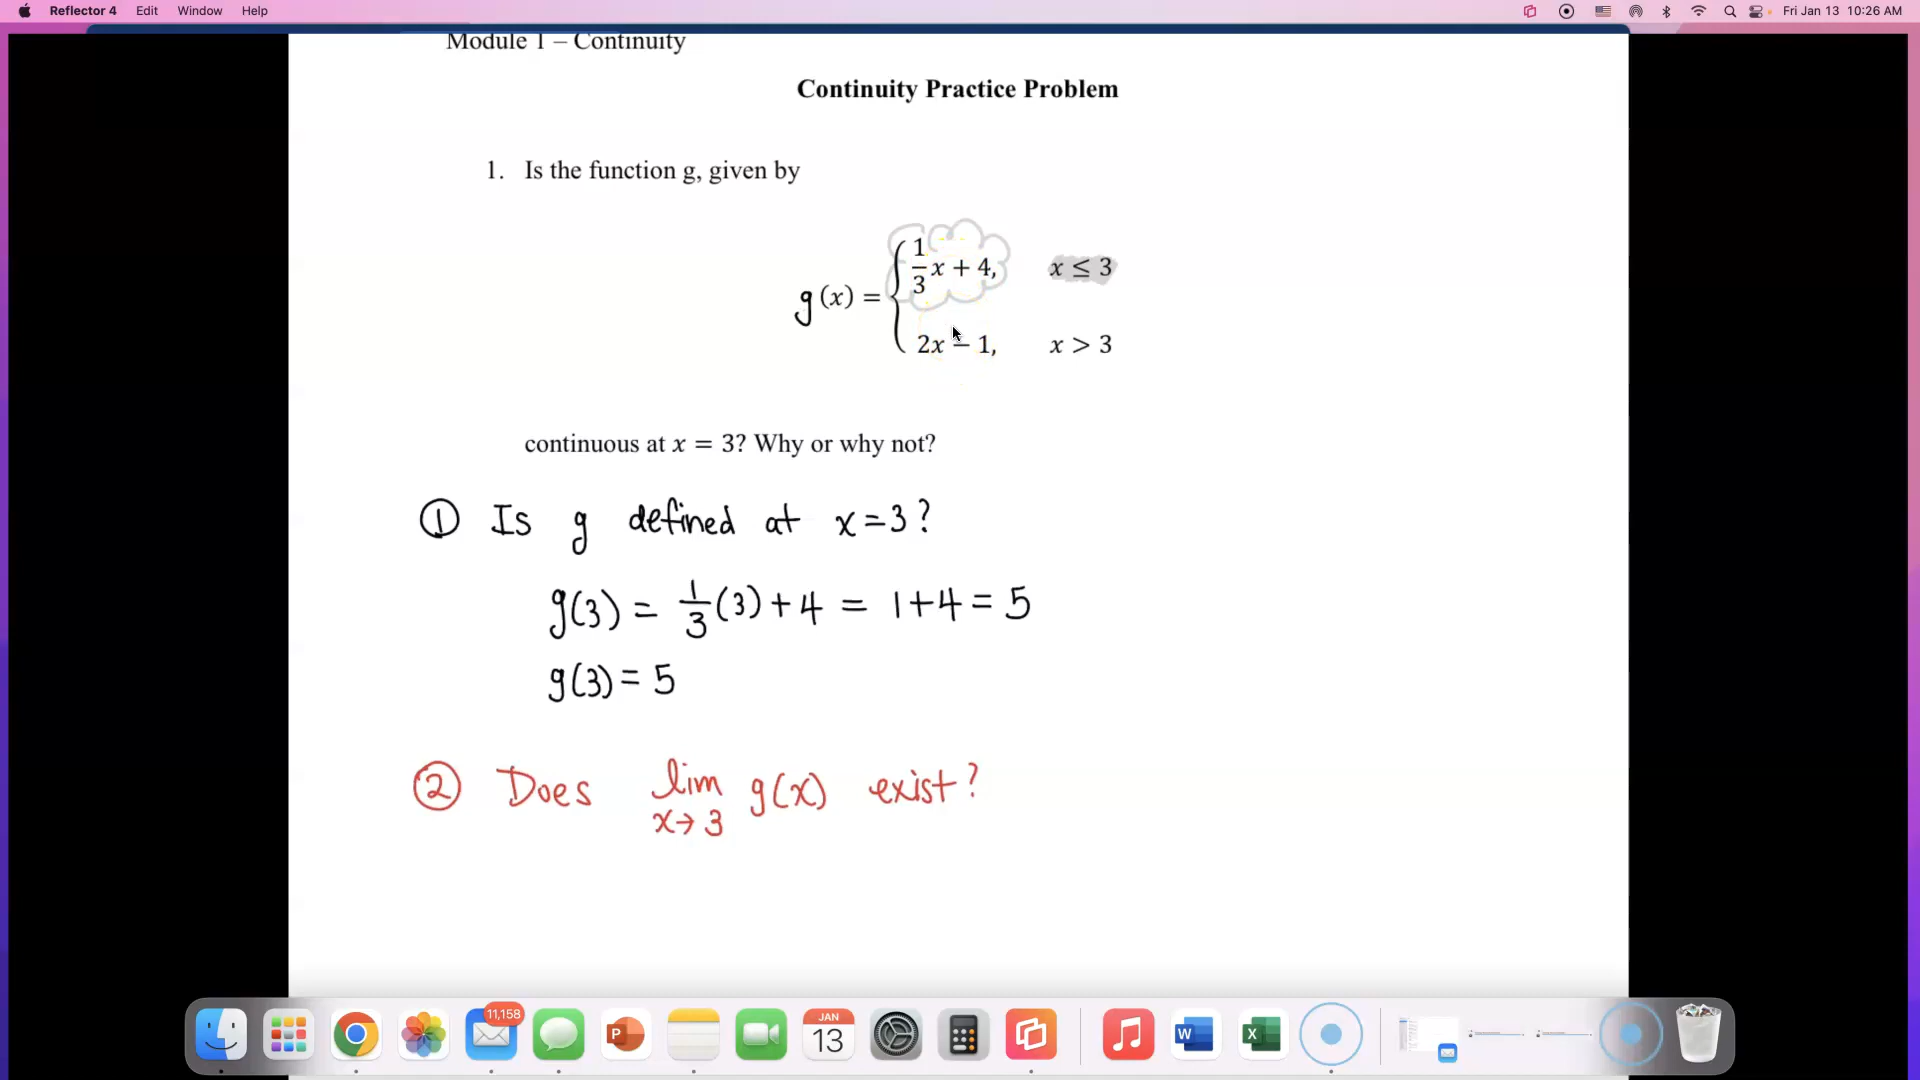 Reflector 4 Edit Window Help Fri Jan 13 10:26 AM
Module 1 – Continuity
Continuity Practice Problem
1. Is the function g, given by
g(x) = { 1/3 x + 4, x ≤ 3
2x − 1, x > 3
continuous at x = 3? Why or why not?
① Is g defined at x=3?
g(3) = 1/3 (3) + 4 = 1+4 = 5
g(3) = 5
② Does lim x→3 g(x) exist?
11,158
JAN
13
P
W
X